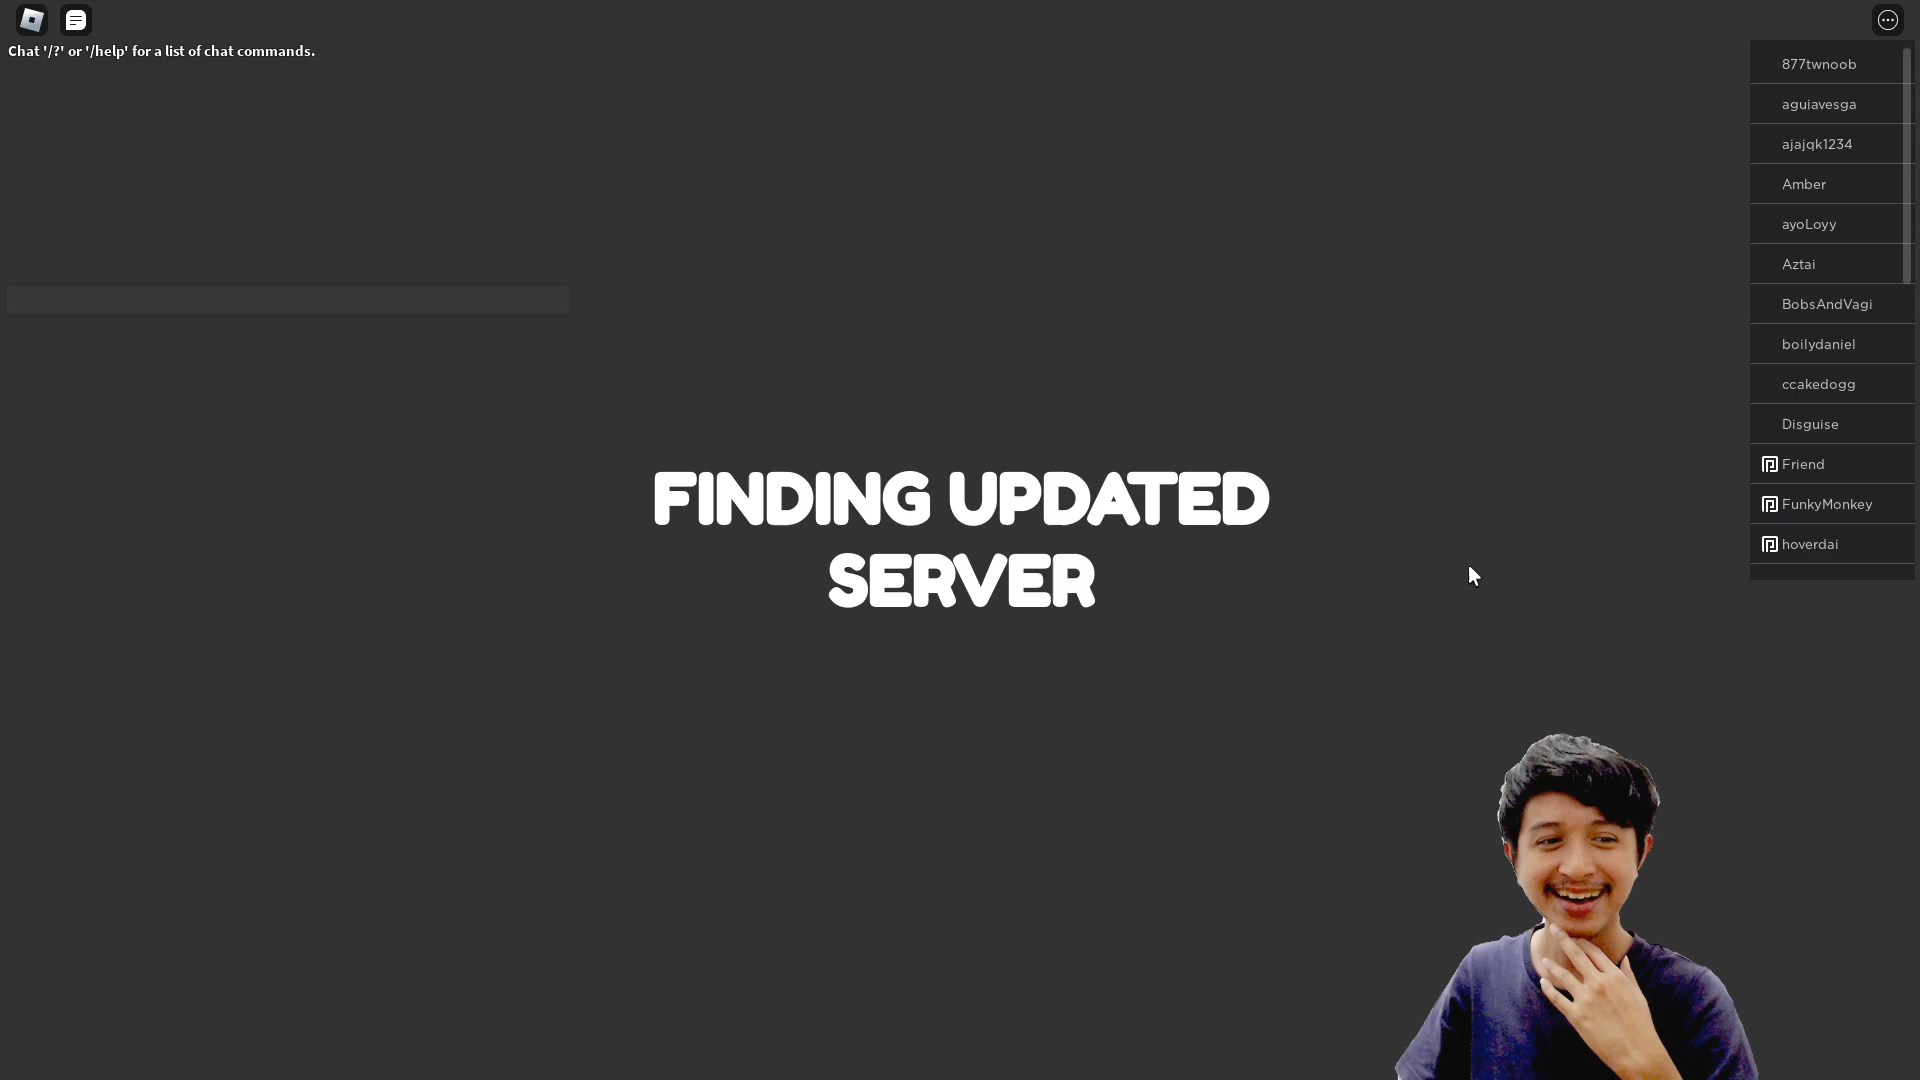 Chat '/?' or '/help' for a list of chat commands.
877twnoob
aguiavesga
ajajqk1234
Amber
ayoLoyy
Aztai
BobsAndVagi
boilydaniel
ccakedogg
Disguise
Friend
FunkyMonkey
hoverdai
FINDING UPDATED
SERVER